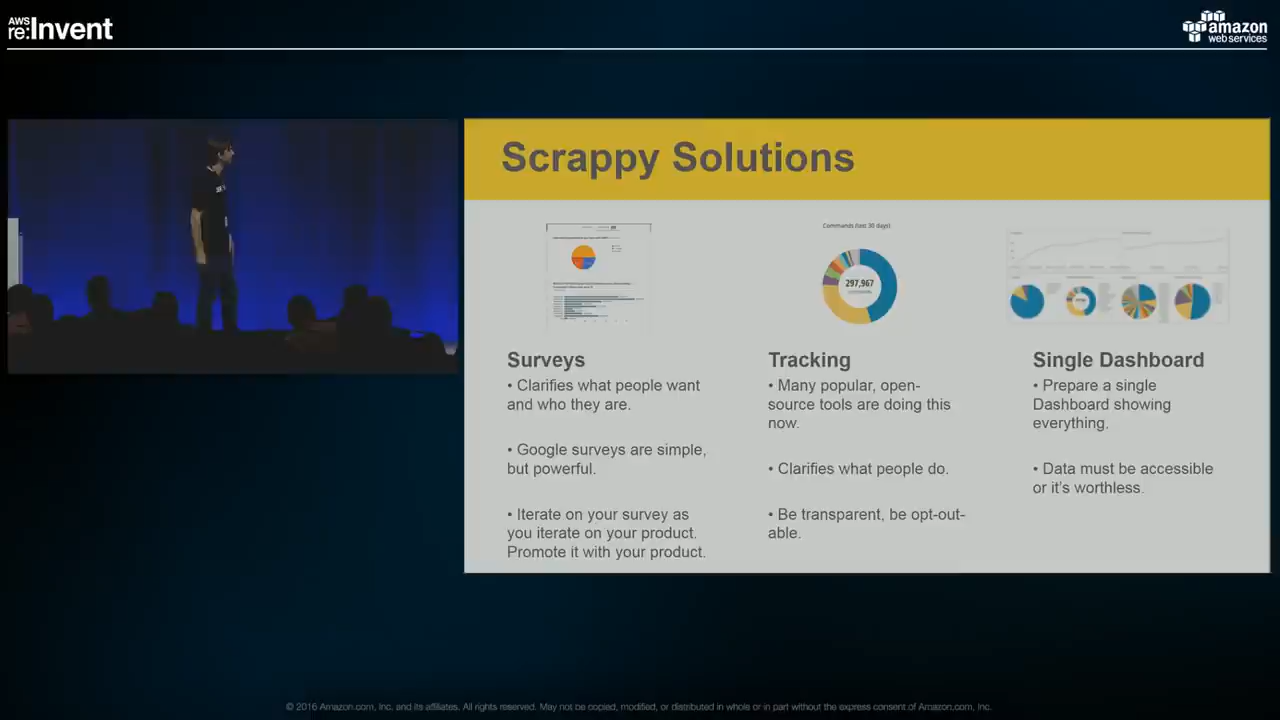 AWS
re:Invent
amazon
web services
Scrappy Solutions
Commands (last 30 days)
297,967
Surveys
• Clarifies what people want
and who they are.
• Google surveys are simple,
but powerful.
• Iterate on your survey as
you iterate on your product.
Promote it with your product.
Tracking
• Many popular, open-
source tools are doing this
now.
• Clarifies what people do.
• Be transparent, be opt-out-
able.
Single Dashboard
• Prepare a single
Dashboard showing
everything.
• Data must be accessible
or it's worthless.
© 2016 Amazon.com, Inc. and its affiliates. All rights reserved. May not be copied, modified, or distributed in whole or in part without the express consent of Amazon.com, Inc.